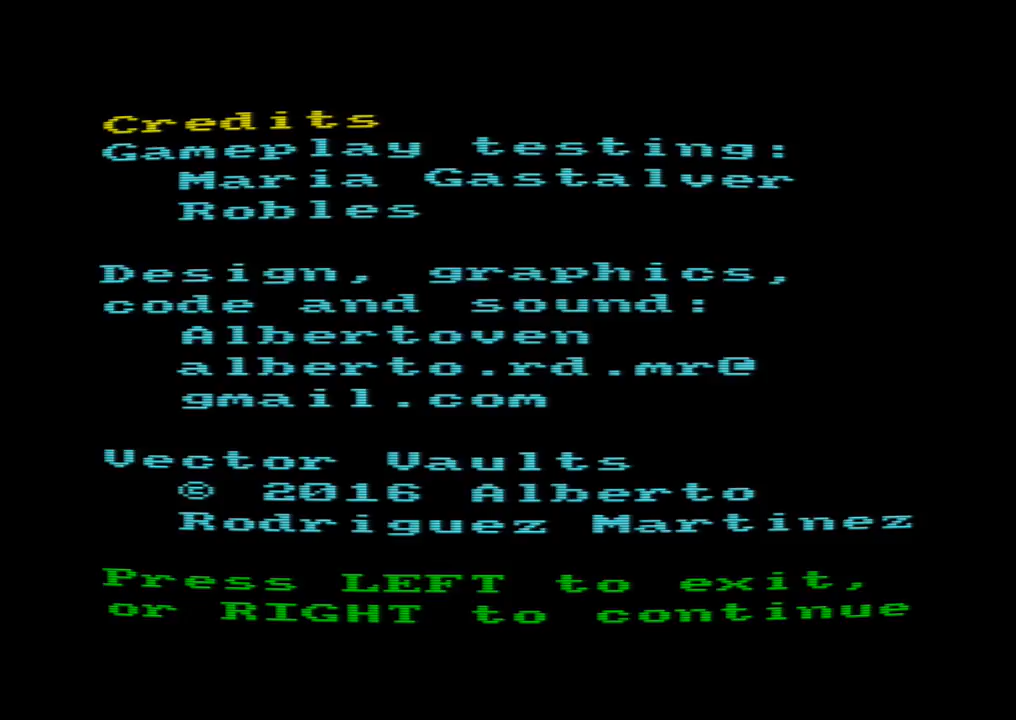 Credits
Gameplay testing:
Maria Gastalver
Robles
Design, graphics,
code and sound:
Albertoven
alberto.rd.mr@
gmail.com
Vector Vaults
© 2016 Alberto
Rodriguez Martinez
Press LEFT to exit,
or RIGHT to continue